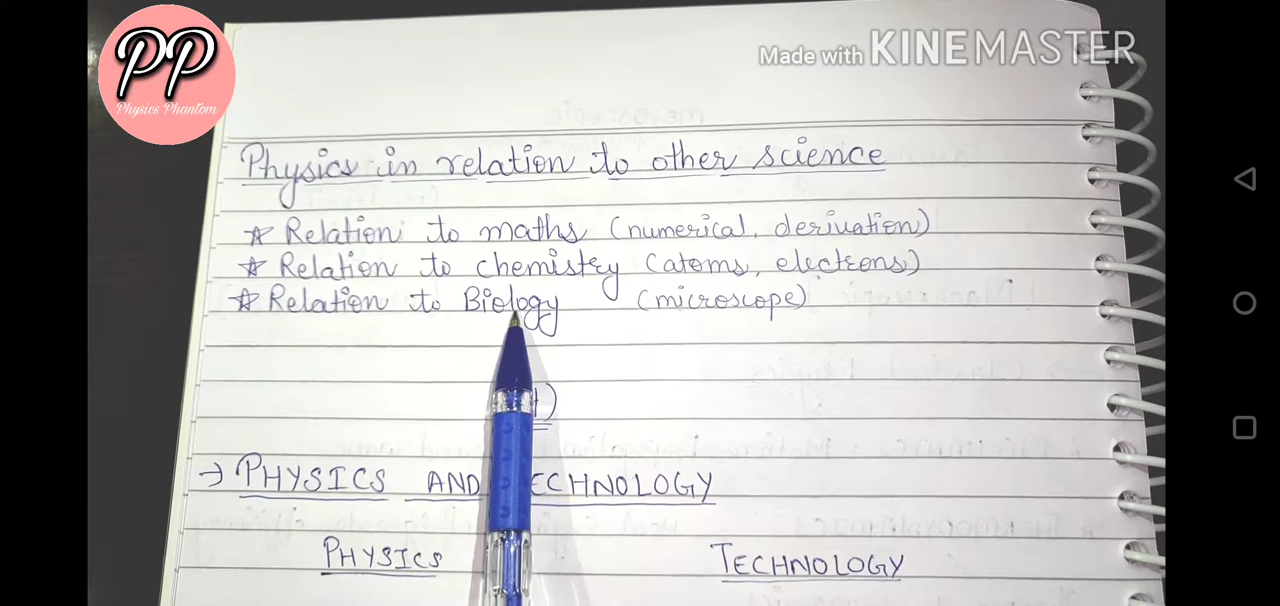 PP
Physics Phantom
Made with KINEMASTER
Physics in relation to other science
☆ Relation to maths (numerical, derivation)
☆ Relation to chemistry (atoms, electrons)
☆ Relation to Biology (microscope)
→ PHYSICS AND TECHNOLOGY
PHYSICS TECHNOLOGY